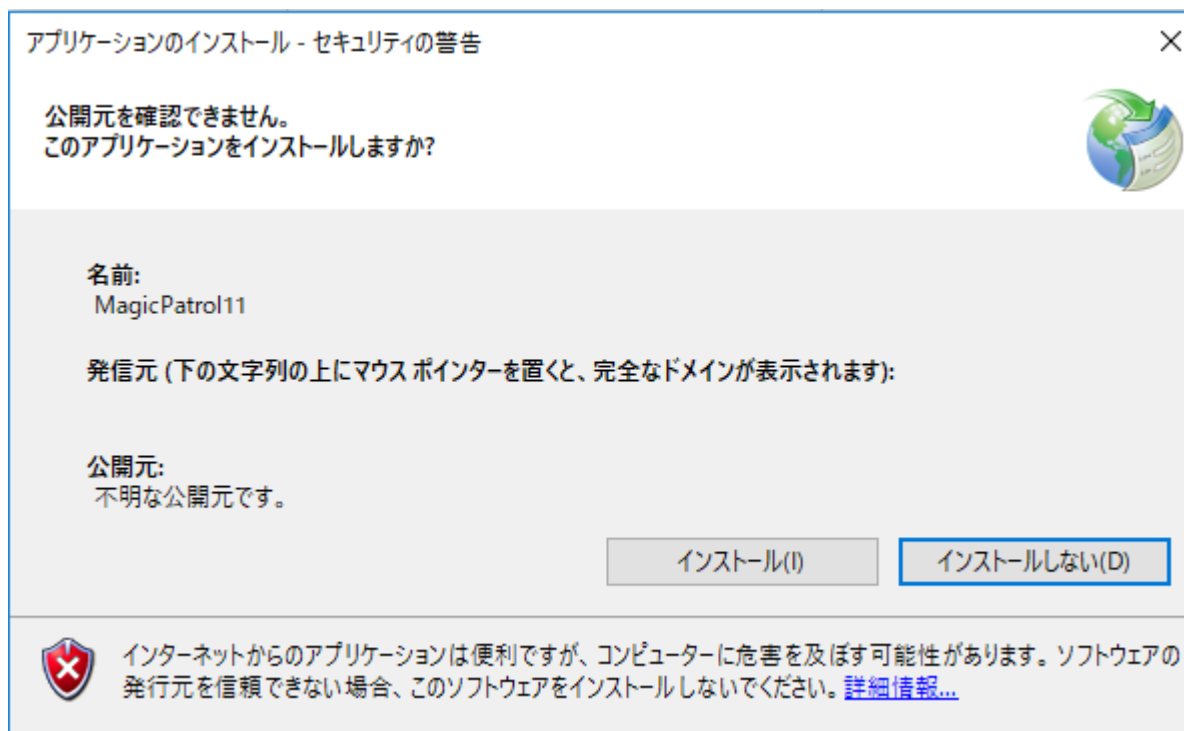 アプリケーションのインストール - セキュリティの警告
公開元を確認できません。
このアプリケーションをインストールしますか?
名前:
MagicPatrol11
発信元 (下の文字列の上にマウス ポインターを置くと、完全なドメインが表示されます):
公開元:
不明な公開元です。
インストール(I)
インストールしない(D)
インターネットからのアプリケーションは便利ですが、コンピューターに危害を及ぼす可能性があります。ソフトウェアの
発行元を信頼できない場合、このソフトウェアをインストールしないでください。詳細情報...